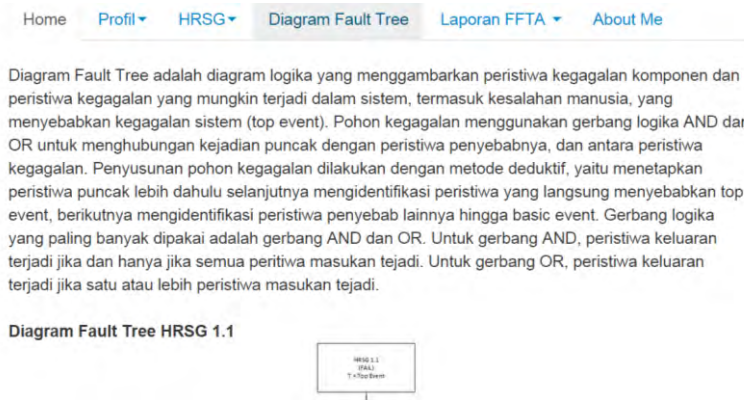 Home Profil HRSG Diagram Fault Tree Laporan FFTA About Me
Diagram Fault Tree adalah diagram logika yang menggambarkan peristiwa kegagalan komponen dan
peristiwa kegagalan yang mungkin terjadi dalam sistem, termasuk kesalahan manusia, yang
menyebabkan kegagalan sistem (top event). Pohon kegagalan menggunakan gerbang logika AND dan
OR untuk menghubungan kejadian puncak dengan peristiwa penyebabnya, dan antara peristiwa
kegagalan. Penyusunan pohon kegagalan dilakukan dengan metode deduktif, yaitu menetapkan
peristiwa puncak lebih dahulu selanjutnya mengidentifikasi peristiwa yang langsung menyebabkan top
event, berikutnya mengidentifikasi peristiwa penyebab lainnya hingga basic event. Gerbang logika
yang paling banyak dipakai adalah gerbang AND dan OR. Untuk gerbang AND, peristiwa keluaran
terjadi jika dan hanya jika semua peritiwa masukan tejadi. Untuk gerbang OR, peristiwa keluaran
terjadi jika satu atau lebih peristiwa masukan tejadi.
Diagram Fault Tree HRSG 1.1
HRSG 1.1
(FAIL)
T =Top Event